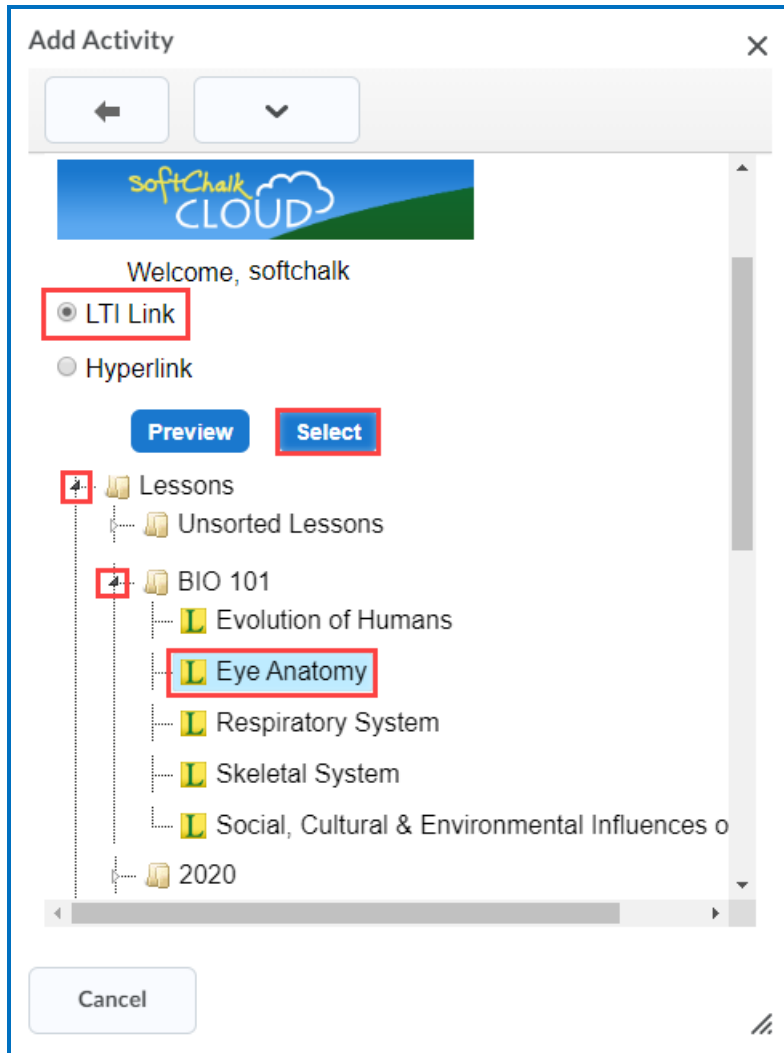 Add Activity
softChalk
CLOUD
Welcome, softchalk
LTI Link
Hyperlink
Preview Select
Lessons
Unsorted Lessons
BIO 101
L Evolution of Humans
L Eye Anatomy
L Respiratory System
L Skeletal System
L Social, Cultural & Environmental Influences o
2020
Cancel